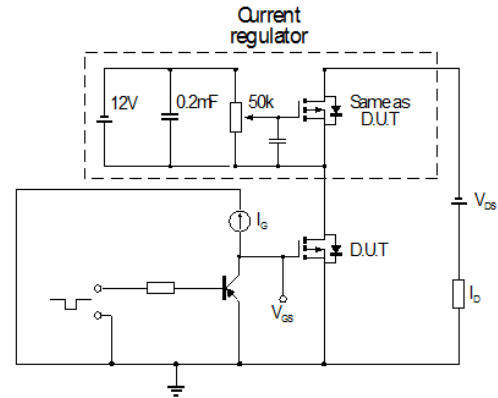 Current
regulator
12V
0.2mF
50k
Same as
D.U.T
V_DS
I_G
D.U.T
V_GS
I_D